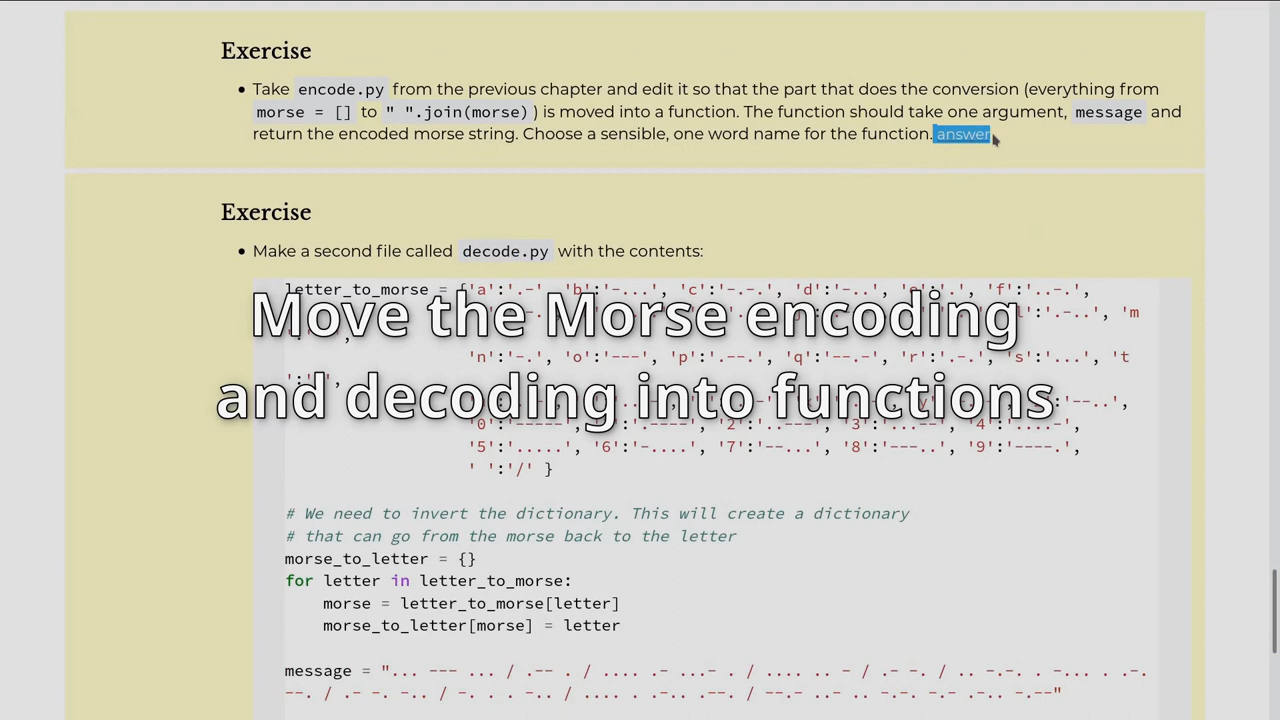 Exercise
• Take encode.py from the previous chapter and edit it so that the part that does the conversion (everything from
morse = [] to " ".join(morse)) is moved into a function. The function should take one argument, message and
return the encoded morse string. Choose a sensible, one word name for the function. answer
Exercise
• Make a second file called decode.py with the contents:
letter_to_morse = {'a':'.-', 'b':'-...', 'c':'-.-.', 'd':'-..', 'e':'.', 'f':'..-.',
Move the Morse encoding
'm
'n':'-.', 'o':'---', 'p':'.--.', 'q':'--.-', 'r':'.-.', 's':'...', 't
and decoding into functions
'5':'.....', '6':'-....', '7':'--...', '8':'---..', '9':'----.',
' ':'/' }
# We need to invert the dictionary. This will create a dictionary
# that can go from the morse back to the letter
morse_to_letter = {}
for letter in letter_to_morse:
morse = letter_to_morse[letter]
morse_to_letter[morse] = letter
message = "... --- ... / .-- . / .... .- ...- . / .... .. - / .- -. / .. -.-. . -... . .-.
--. / .- -. -.. / -. . . -.. / .... . .-.. .--. / --.- ..- .. -.-. -.- .-.. -.--"